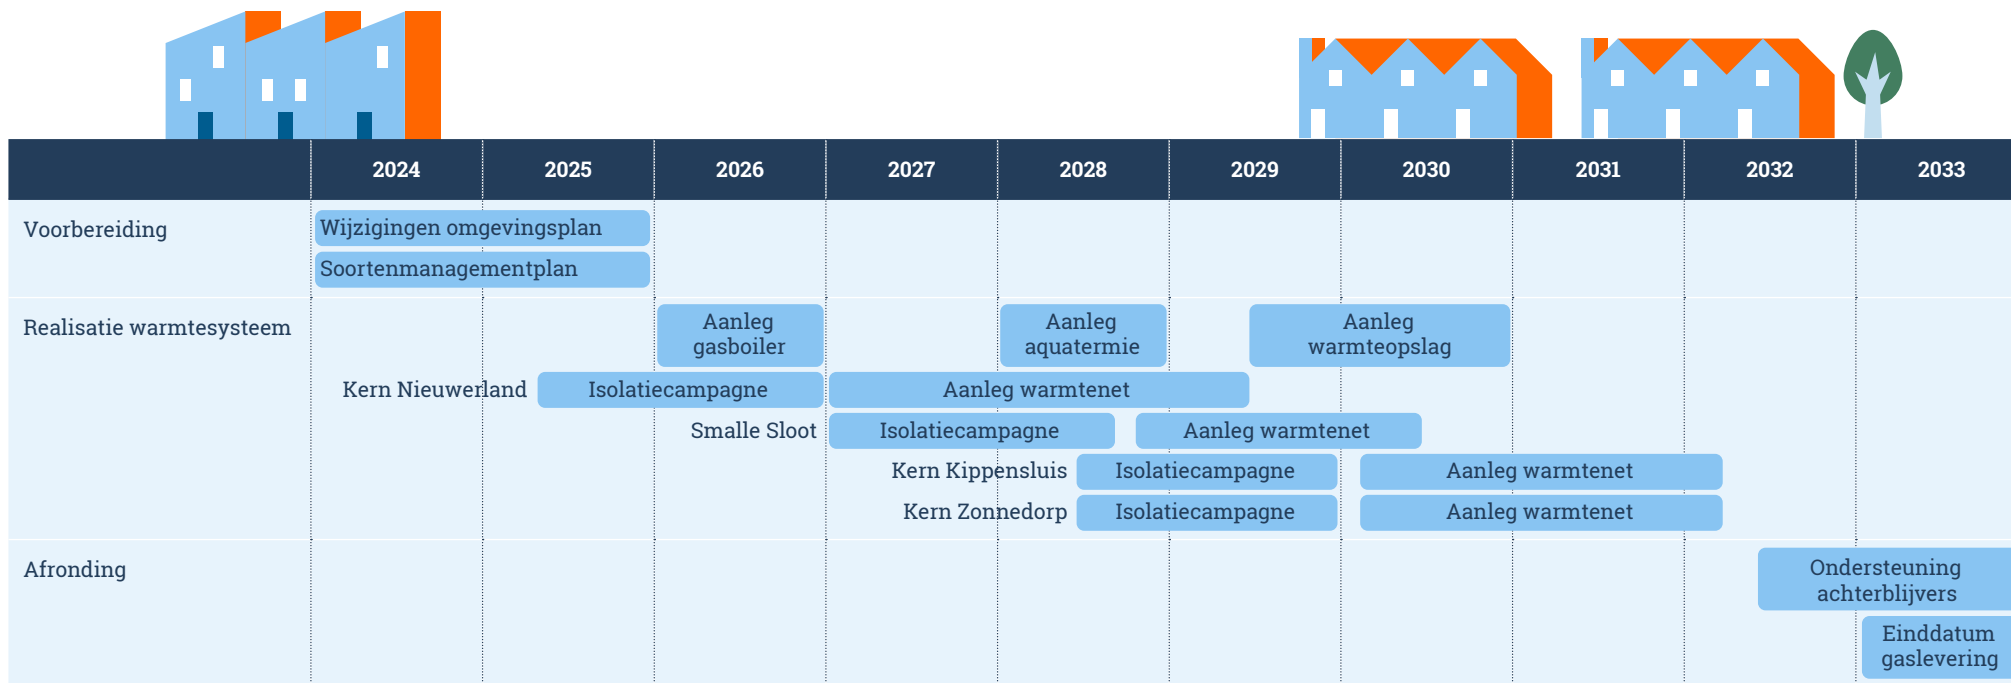 2024 2025 2026 2027 2028 2029 2030 2031 2032 2033
Voorbereiding
Wijzigingen omgevingsplan
Soortenmanagementplan
Realisatie warmtesysteem
Aanleg
gasboiler
Aanleg
aquatermie
Aanleg
warmteopslag
Kern Nieuwerland Isolatiecampagne Aanleg warmtenet
Smalle Sloot Isolatiecampagne Aanleg warmtenet
Kern Kippensluis Isolatiecampagne Aanleg warmtenet
Kern Zonnedorp Isolatiecampagne Aanleg warmtenet
Afronding
Ondersteuning
achterblijvers
Einddatum
gaslevering